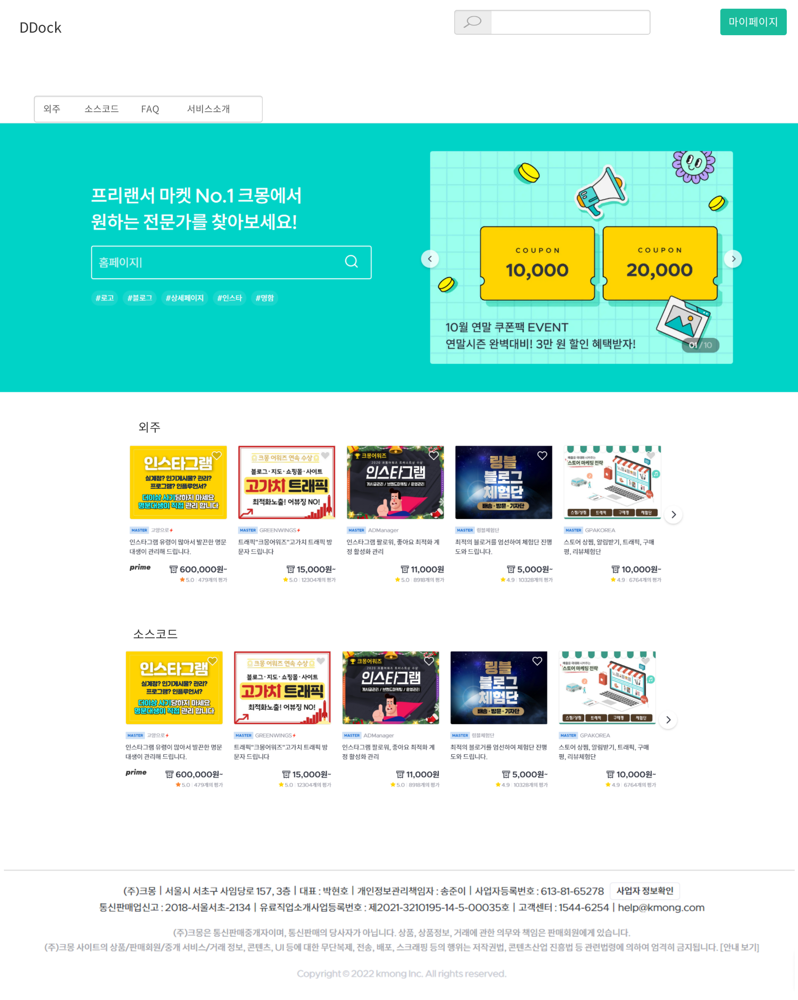 DDock
마이페이지
외주 소스코드 FAQ 서비스소개
프리랜서 마켓 No.1 크몽에서
원하는 전문가를 찾아보세요!
홈페이지|
#로고 #블로그 #상세페이지 #인스타 #명함
COUPON
10,000
COUPON
20,000
10월 연말 쿠폰팩 EVENT
연말시즌 완벽대비! 3만 원 할인 혜택받자!
01 / 10
외주
인스타그램
실계정? 인기게시물? 관리?
프로그램? 인플루언서?
더이상 사기당하지 마세요
명문대생이 직접 관리 합니다
MASTER 고양으로
인스타그램 유령이 많아서 발끈한 명문
대생이 관리해 드립니다.
prime 600,000원~
5.0 | 479개의 평가
크몽 어워즈 연속 수상
블로그·지도·쇼핑몰·사이트
고가치 트래픽
최적화노출! 어뷰징 NO!
MASTER GREENWINGS
트래픽"크몽어워즈"고가치 트래픽 방
문자 드립니다
15,000원~
5.0 | 12304개의 평가
크몽어워즈
2020 크몽어워즈 트러스트상 수상
인스타그램
게시글관리 / 브랜드마케팅 / 운영관리
MASTER ADManager
인스타그램 팔로워, 좋아요 최적화 계
정 활성화 관리
11,000원
5.0 | 8918개의 평가
링블
블로그
체험단
배송·방문·기자단
MASTER 링블체험단
최적의 블로거를 엄선하여 체험단 진행
도와 드립니다.
5,000원~
4.9 | 10328개의 평가
매출을 극대화 시켜주는
스토어 마케팅 전략
BUY
스찜/상찜 트래픽 구매평 체험단
MASTER GPAKOREA
스토어 상찜, 알림받기, 트래픽, 구매
평, 리뷰체험단
10,000원~
4.9 | 6764개의 평가
소스코드
인스타그램
실계정? 인기게시물? 관리?
프로그램? 인플루언서?
더이상 사기당하지 마세요
명문대생이 직접 관리 합니다
MASTER 고양으로
인스타그램 유령이 많아서 발끈한 명문
대생이 관리해 드립니다.
prime 600,000원~
5.0 | 479개의 평가
크몽 어워즈 연속 수상
블로그·지도·쇼핑몰·사이트
고가치 트래픽
최적화노출! 어뷰징 NO!
MASTER GREENWINGS
트래픽"크몽어워즈"고가치 트래픽 방
문자 드립니다
15,000원~
5.0 | 12304개의 평가
크몽어워즈
2020 크몽어워즈 트러스트상 수상
인스타그램
게시글관리 / 브랜드마케팅 / 운영관리
MASTER ADManager
인스타그램 팔로워, 좋아요 최적화 계
정 활성화 관리
11,000원
5.0 | 8918개의 평가
링블
블로그
체험단
배송·방문·기자단
MASTER 링블체험단
최적의 블로거를 엄선하여 체험단 진행
도와 드립니다.
5,000원~
4.9 | 10328개의 평가
매출을 극대화 시켜주는
스토어 마케팅 전략
BUY
스찜/상찜 트래픽 구매평 체험단
MASTER GPAKOREA
스토어 상찜, 알림받기, 트래픽, 구매
평, 리뷰체험단
10,000원~
4.9 | 6764개의 평가
(주)크몽 | 서울시 서초구 사임당로 157, 3층 | 대표 : 박현호 | 개인정보관리책임자 : 송준이 | 사업자등록번호 : 613-81-65278 사업자 정보확인
통신판매업신고 : 2018-서울서초-2134 | 유료직업소개사업등록번호 : 제2021-3210195-14-5-00035호 | 고객센터 : 1544-6254 | help@kmong.com
(주)크몽은 통신판매중개자이며, 통신판매의 당사자가 아닙니다. 상품, 상품정보, 거래에 관한 의무와 책임은 판매회원에게 있습니다.
(주)크몽 사이트의 상품/판매회원/중개 서비스/거래 정보, 콘텐츠, UI 등에 대한 무단복제, 전송, 배포, 스크래핑 등의 행위는 저작권법, 콘텐츠산업 진흥법 등 관련법령에 의하여 엄격히 금지됩니다. [안내 보기]
Copyright © 2022 kmong Inc. All rights reserved.